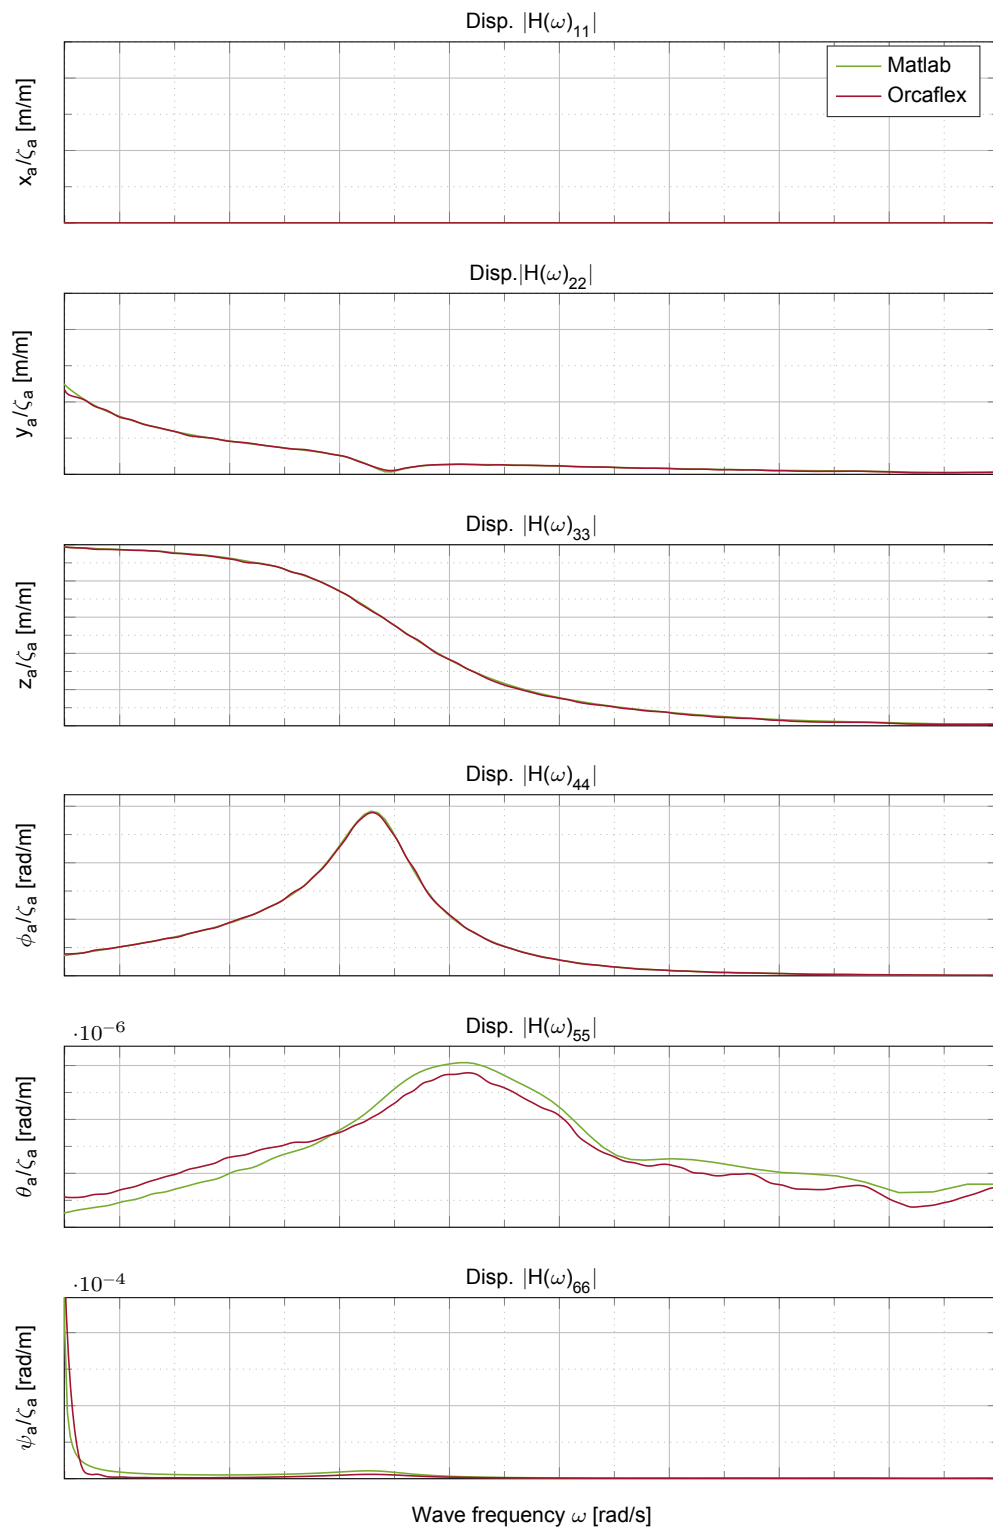 Disp. |H(ω)₁₁|
Matlab
Orcaflex
xₐ/ζₐ [m/m]
Disp.|H(ω)₂₂|
yₐ/ζₐ [m/m]
Disp. |H(ω)₃₃|
zₐ/ζₐ [m/m]
Disp. |H(ω)₄₄|
ϕₐ/ζₐ [rad/m]
·10⁻⁶
Disp. |H(ω)₅₅|
θₐ/ζₐ [rad/m]
·10⁻⁴
Disp. |H(ω)₆₆|
ψₐ/ζₐ [rad/m]
Wave frequency ω [rad/s]